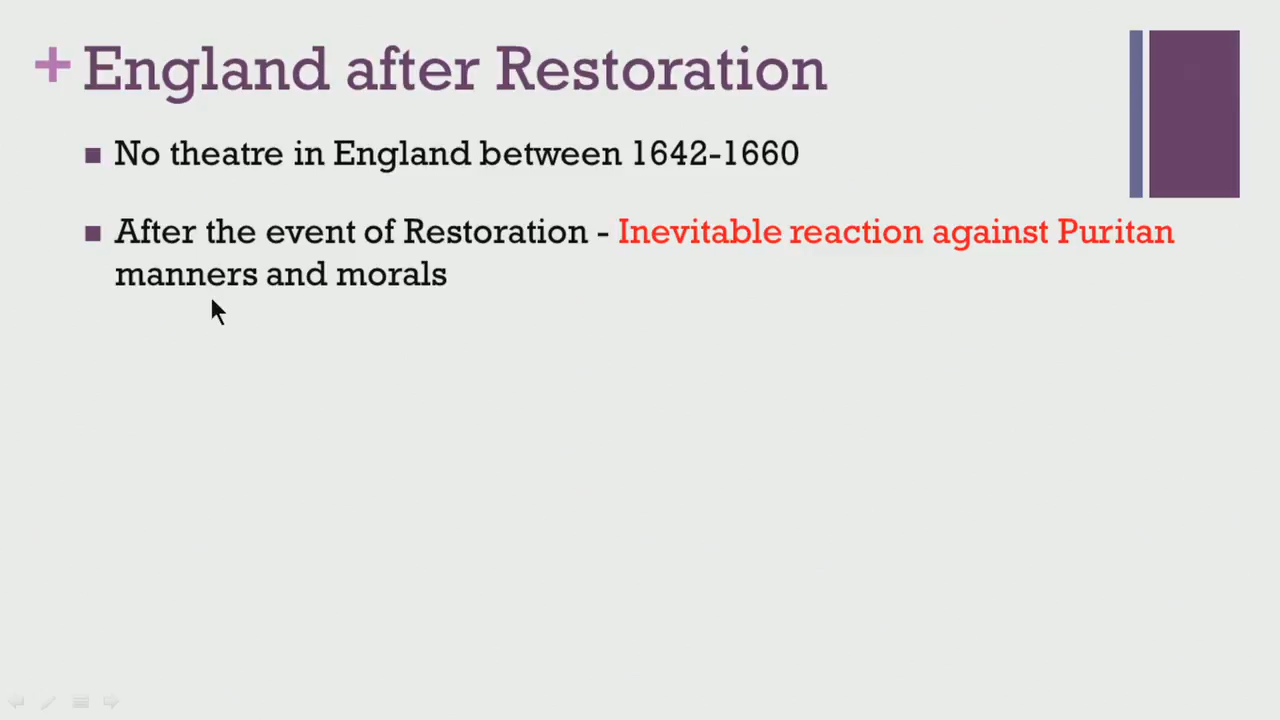 + England after Restoration
■ No theatre in England between 1642-1660
■ After the event of Restoration - Inevitable reaction against Puritan
manners and morals